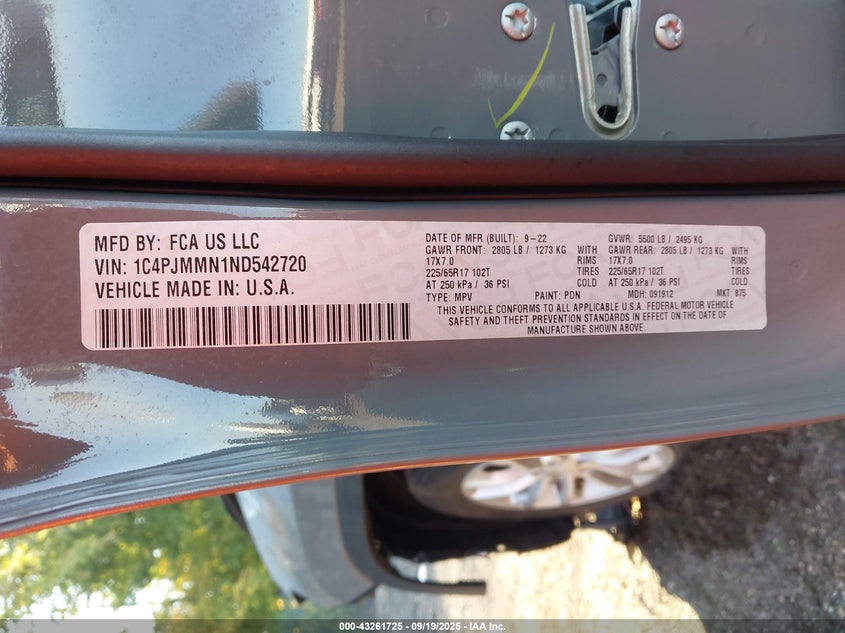 MFD BY: FCA US LLC
VIN: 1C4PJMMN1ND542720
VEHICLE MADE IN: U.S.A.
DATE OF MFR (BUILT): 9-22 GVWR: 5500 LB / 2495 KG
GAWR FRONT: 2805 LB / 1273 KG WITH GAWR REAR: 2805 LB / 1273 KG WITH
17X7.0 RIMS 17X7.0 RIMS
225/65R17 102T TIRES 225/65R17 102T TIRES
AT 250 kPa / 36 PSI COLD AT 250 kPa / 36 PSI COLD
TYPE: MPV PAINT: PDN MDH: 091912 MKT: 875
THIS VEHICLE CONFORMS TO ALL APPLICABLE U.S.A. FEDERAL MOTOR VEHICLE
SAFETY AND THEFT PREVENTION STANDARDS IN EFFECT ON THE DATE OF
MANUFACTURE SHOWN ABOVE.
000-43261725 - 09/19/2025 - IAA Inc.